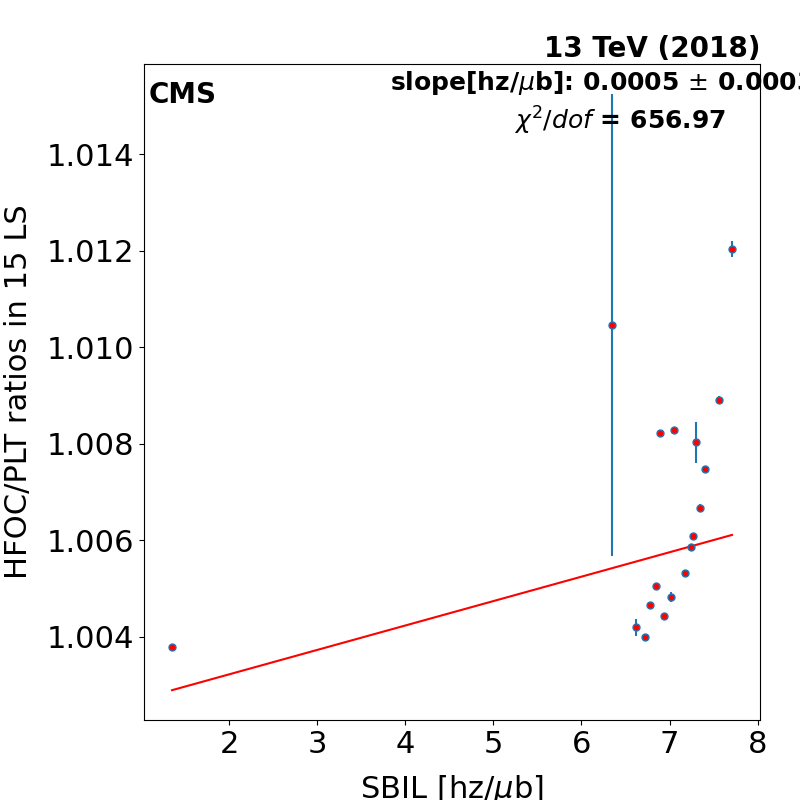 13 TeV (2018)
CMS
slope[hz/μb]: 0.0005 ± 0.0003
χ²/dof = 656.97
HFOC/PLT ratios in 15 LS
1.014
1.012
1.010
1.008
1.006
1.004
2 3 4 5 6 7 8
SBIL [hz/μb]